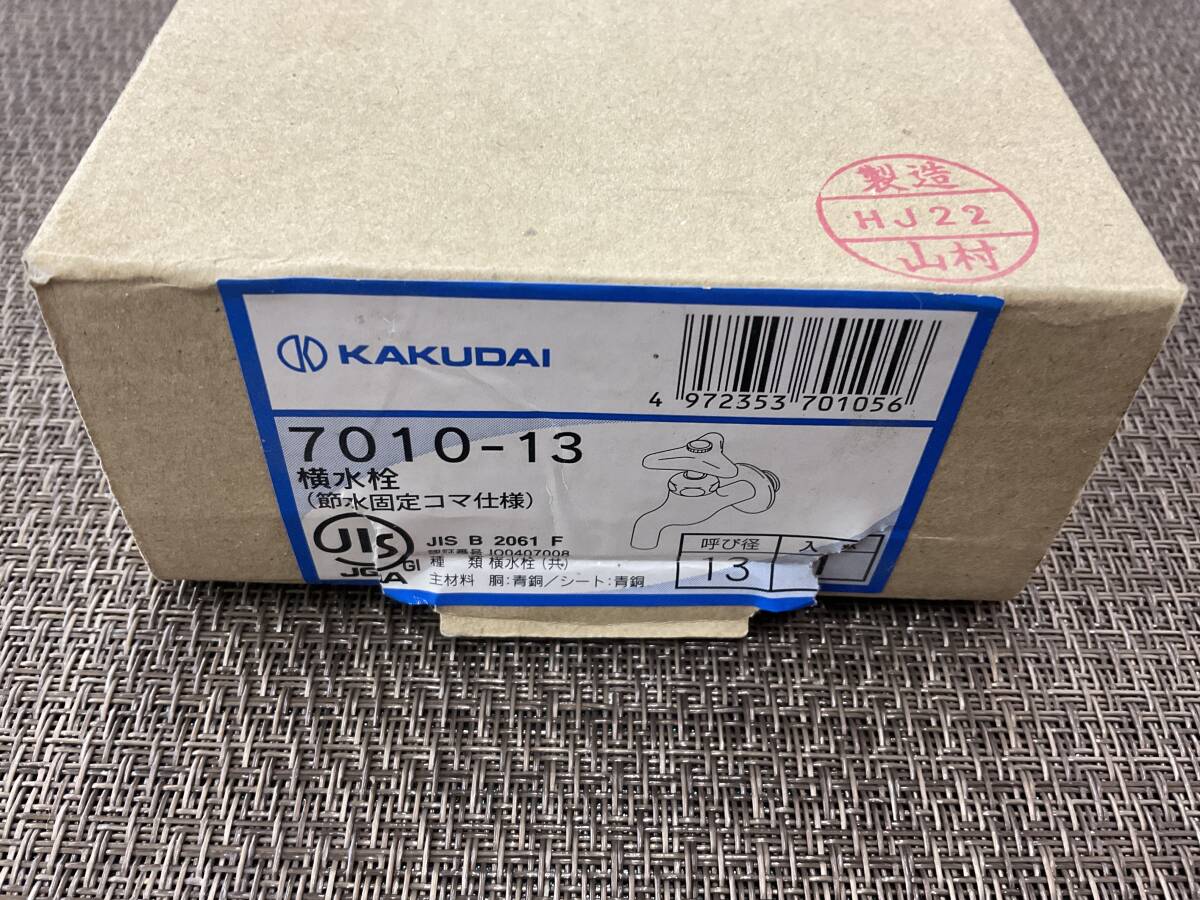 製造
HJ22
山村
KAKUDAI
4 972353 701056
7010-13
横水栓
(節水固定コマ仕様)
JIS
JIS B 2061 F
種 類 横水栓(共)
主材料 胴:青銅/シート:青銅
呼び径
13